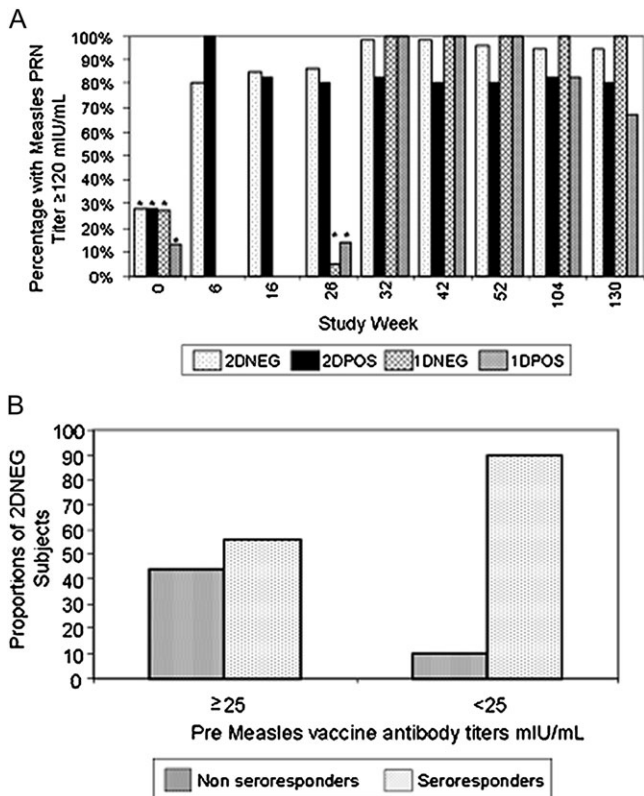 A
Percentage with Measles PRN
Titer ≥120 mIU/mL
100%
90%
80%
70%
60%
50%
40%
30%
20%
10%
0%
* * * *
* *
0 6 16 26 32 42 52 104 130
Study Week
2DNEG 2DPOS 1DNEG 1DPOS
B
Proportions of 2DNEG
Subjects
100
90
80
70
60
50
40
30
20
10
0
≥25 <25
Pre Measles vaccine antibody titers mIU/mL
Non seroresponders Seroresponders